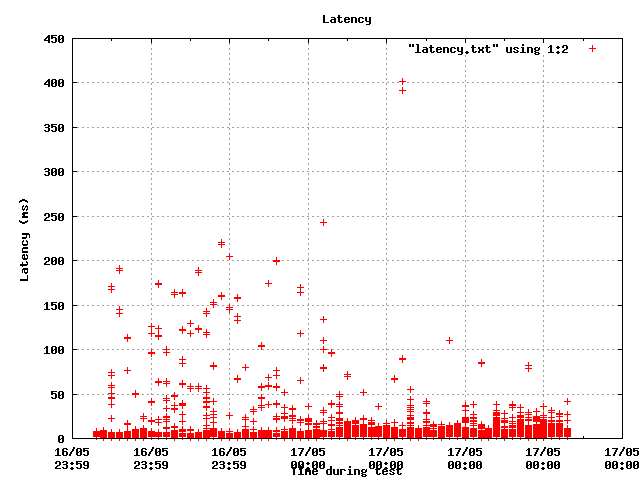 Latency
450
"latency.txt" using 1:2
400
350
300
250
200
150
100
50
0
Latency (ms)
16/05 16/05 16/05 17/05 17/05 17/05 17/05 17/05
23:59 23:59 23:59 00:00 00:00 00:00 00:00 00:00
Time during test